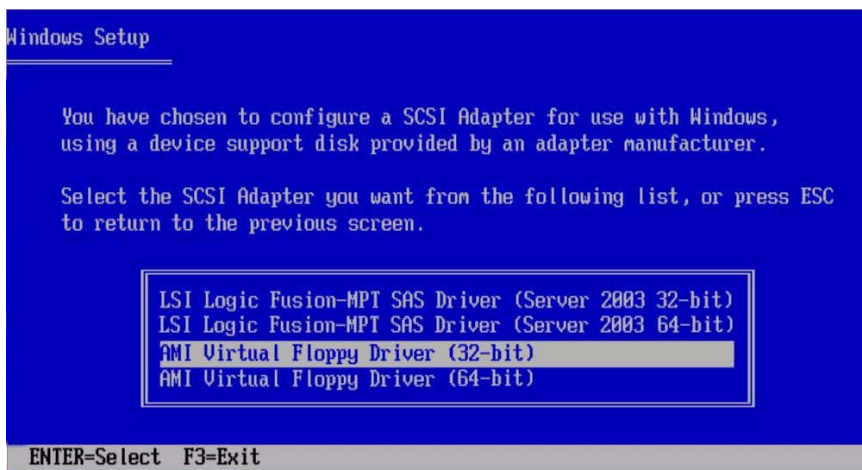 Windows Setup
You have chosen to configure a SCSI Adapter for use with Windows,
using a device support disk provided by an adapter manufacturer.
Select the SCSI Adapter you want from the following list, or press ESC
to return to the previous screen.
LSI Logic Fusion-MPT SAS Driver (Server 2003 32-bit)
LSI Logic Fusion-MPT SAS Driver (Server 2003 64-bit)
AMI Virtual Floppy Driver (32-bit)
AMI Virtual Floppy Driver (64-bit)
ENTER=Select F3=Exit